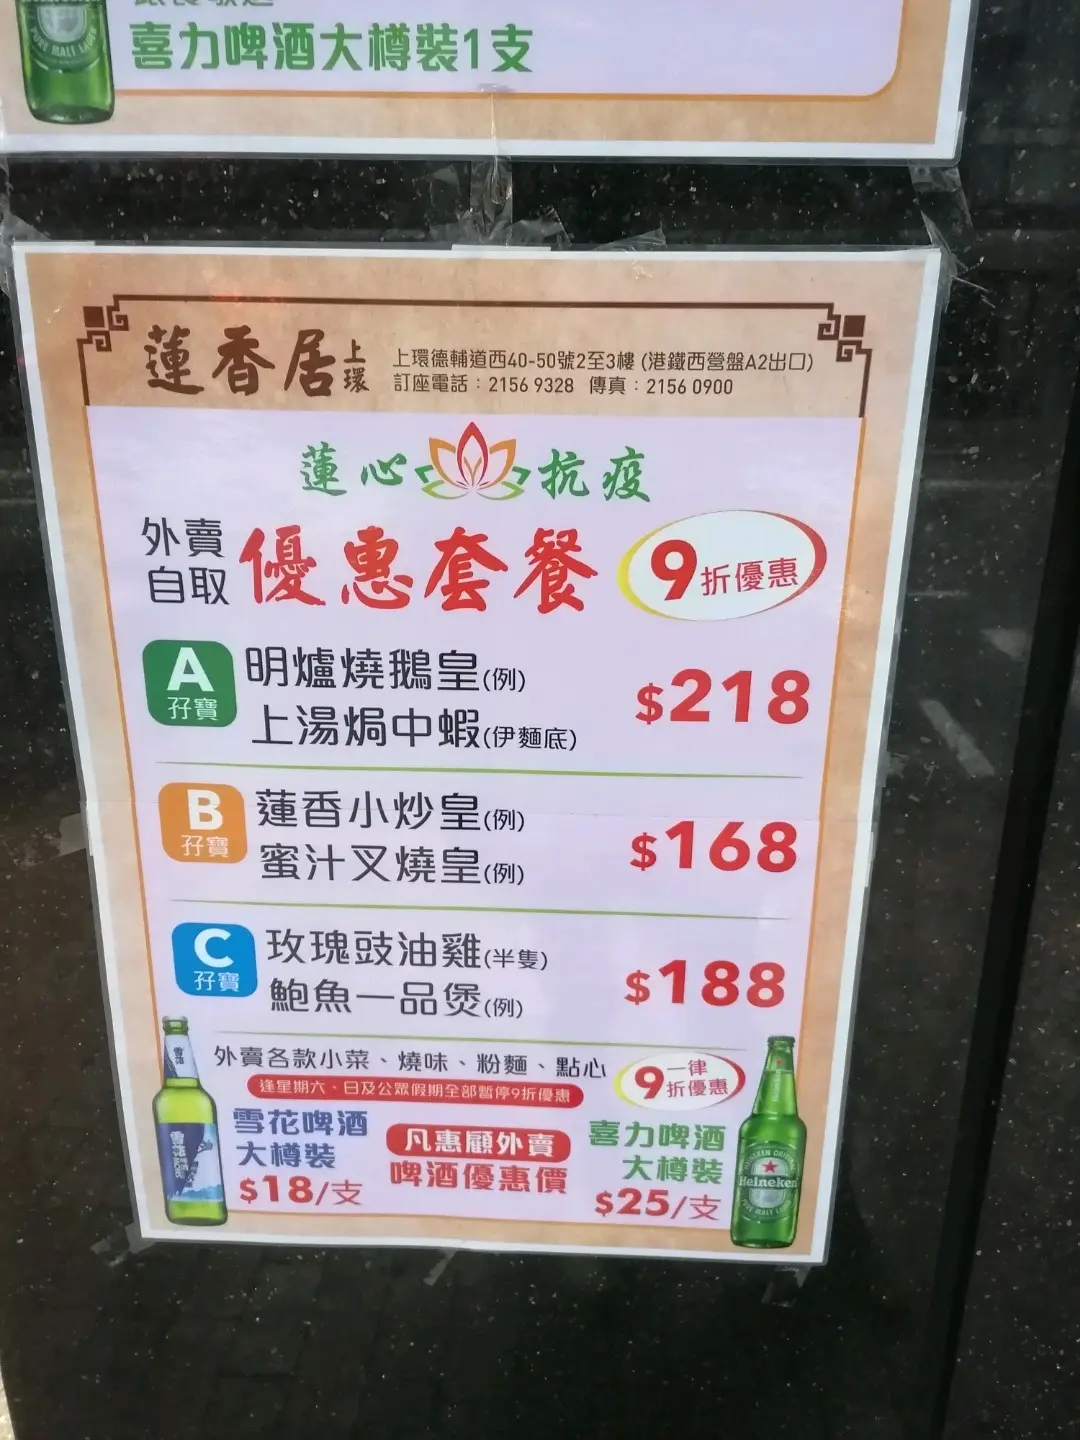 喜力啤酒大樽裝1支
PURE MALT LAGER
蓮香居 上環
上環德輔道西40-50號2至3樓 (港鐵西營盤A2出口)
訂座電話：2156 9328 傳真：2156 0900
蓮心抗疫
外賣自取 優惠套餐 9折優惠
A 孖寶
明爐燒鵝皇(例)
上湯焗中蝦(伊麵底)
$218
B 孖寶
蓮香小炒皇(例)
蜜汁叉燒皇(例)
$168
C 孖寶
玫瑰豉油雞(半隻)
鮑魚一品煲(例)
$188
外賣各款小菜、燒味、粉麵、點心
9 一律折優惠
逢星期六、日及公眾假期全部暫停9折優惠
雪花啤酒
大樽裝
$18/支
凡惠顧外賣
啤酒優惠價
喜力啤酒
大樽裝
$25/支
Heineken
PURE MALT LAGER